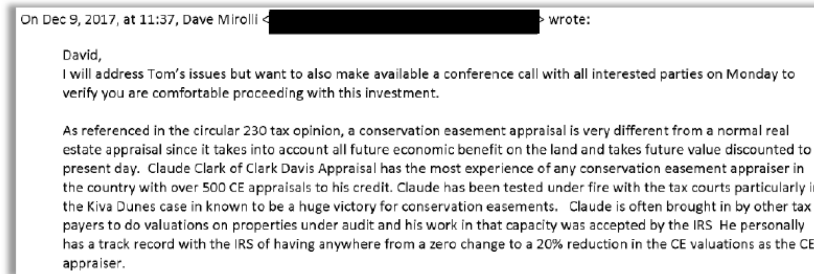 On Dec 9, 2017, at 11:37, Dave Mirolli < > wrote:
David,
I will address Tom's issues but want to also make available a conference call with all interested parties on Monday to
verify you are comfortable proceeding with this investment.
As referenced in the circular 230 tax opinion, a conservation easement appraisal is very different from a normal real
estate appraisal since it takes into account all future economic benefit on the land and takes future value discounted to
present day. Claude Clark of Clark Davis Appraisal has the most experience of any conservation easement appraiser in
the country with over 500 CE appraisals to his credit. Claude has been tested under fire with the tax courts particularly
the Kiva Dunes case in known to be a huge victory for conservation easements. Claude is often brought in by other tax
payers to do valuations on properties under audit and his work in that capacity was accepted by the IRS He personally
has a track record with the IRS of having anywhere from a zero change to a 20% reduction in the CE valuations as the CE
appraiser.